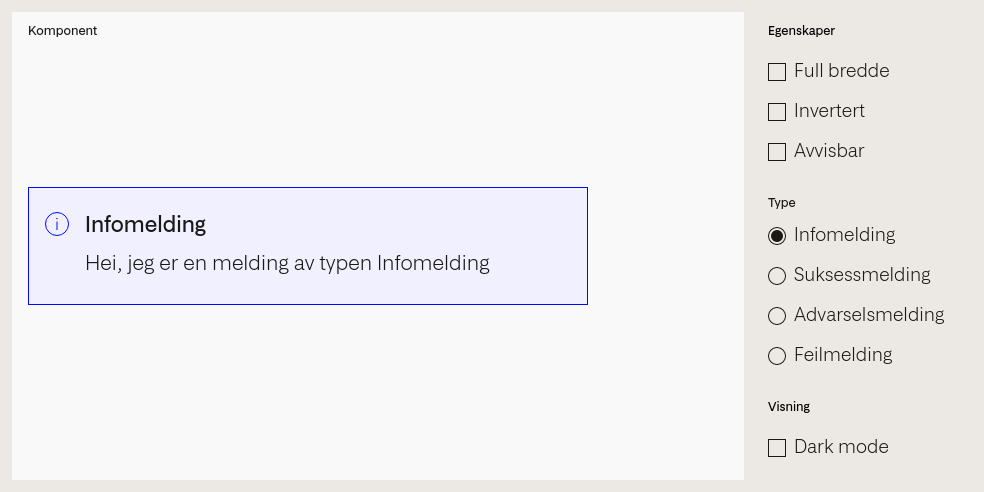 Komponent
Infomelding
Hei, jeg er en melding av typen Infomelding
Egenskaper
Full bredde
Invertert
Avvisbar
Type
Infomelding
Suksessmelding
Advarselsmelding
Feilmelding
Visning
Dark mode